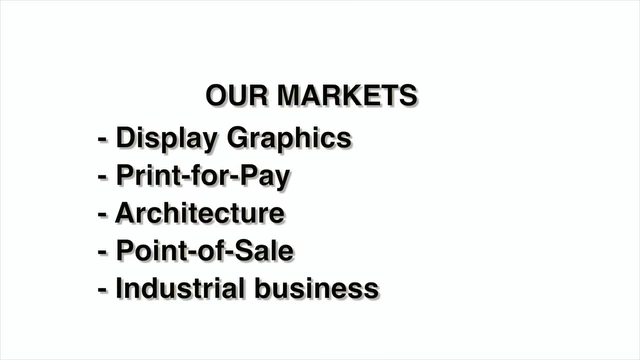 OUR MARKETS
- Display Graphics
- Print-for-Pay
- Architecture
- Point-of-Sale
- Industrial business